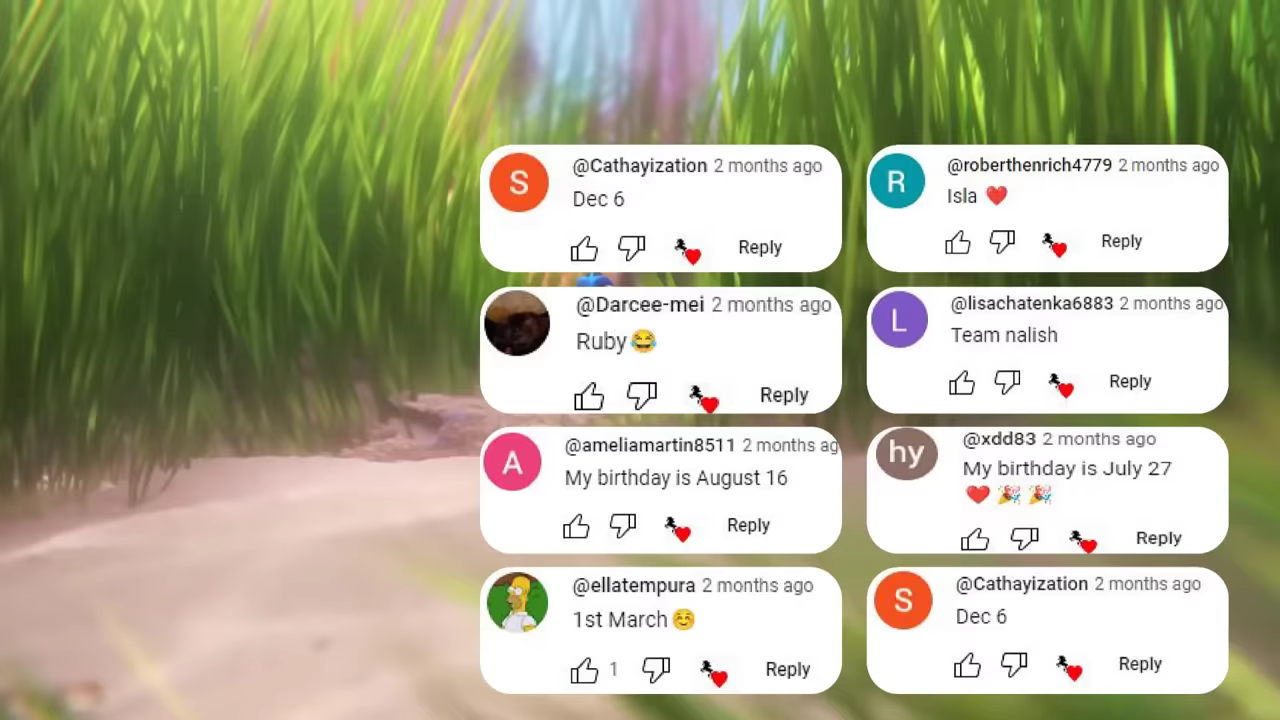 S
@Cathayization 2 months ago
Dec 6
Reply
R
@roberthenrich4779 2 months ago
Isla ❤️
Reply
@Darcee-mei 2 months ago
Ruby 😂
Reply
L
@lisachatenka6883 2 months ago
Team nalish
Reply
A
@ameliamartin8511 2 months ag
My birthday is August 16
Reply
hy
@xdd83 2 months ago
My birthday is July 27
❤️ 🎉 🎉
Reply
@ellatempura 2 months ago
1st March ☺️
1 Reply
S
@Cathayization 2 months ago
Dec 6
Reply